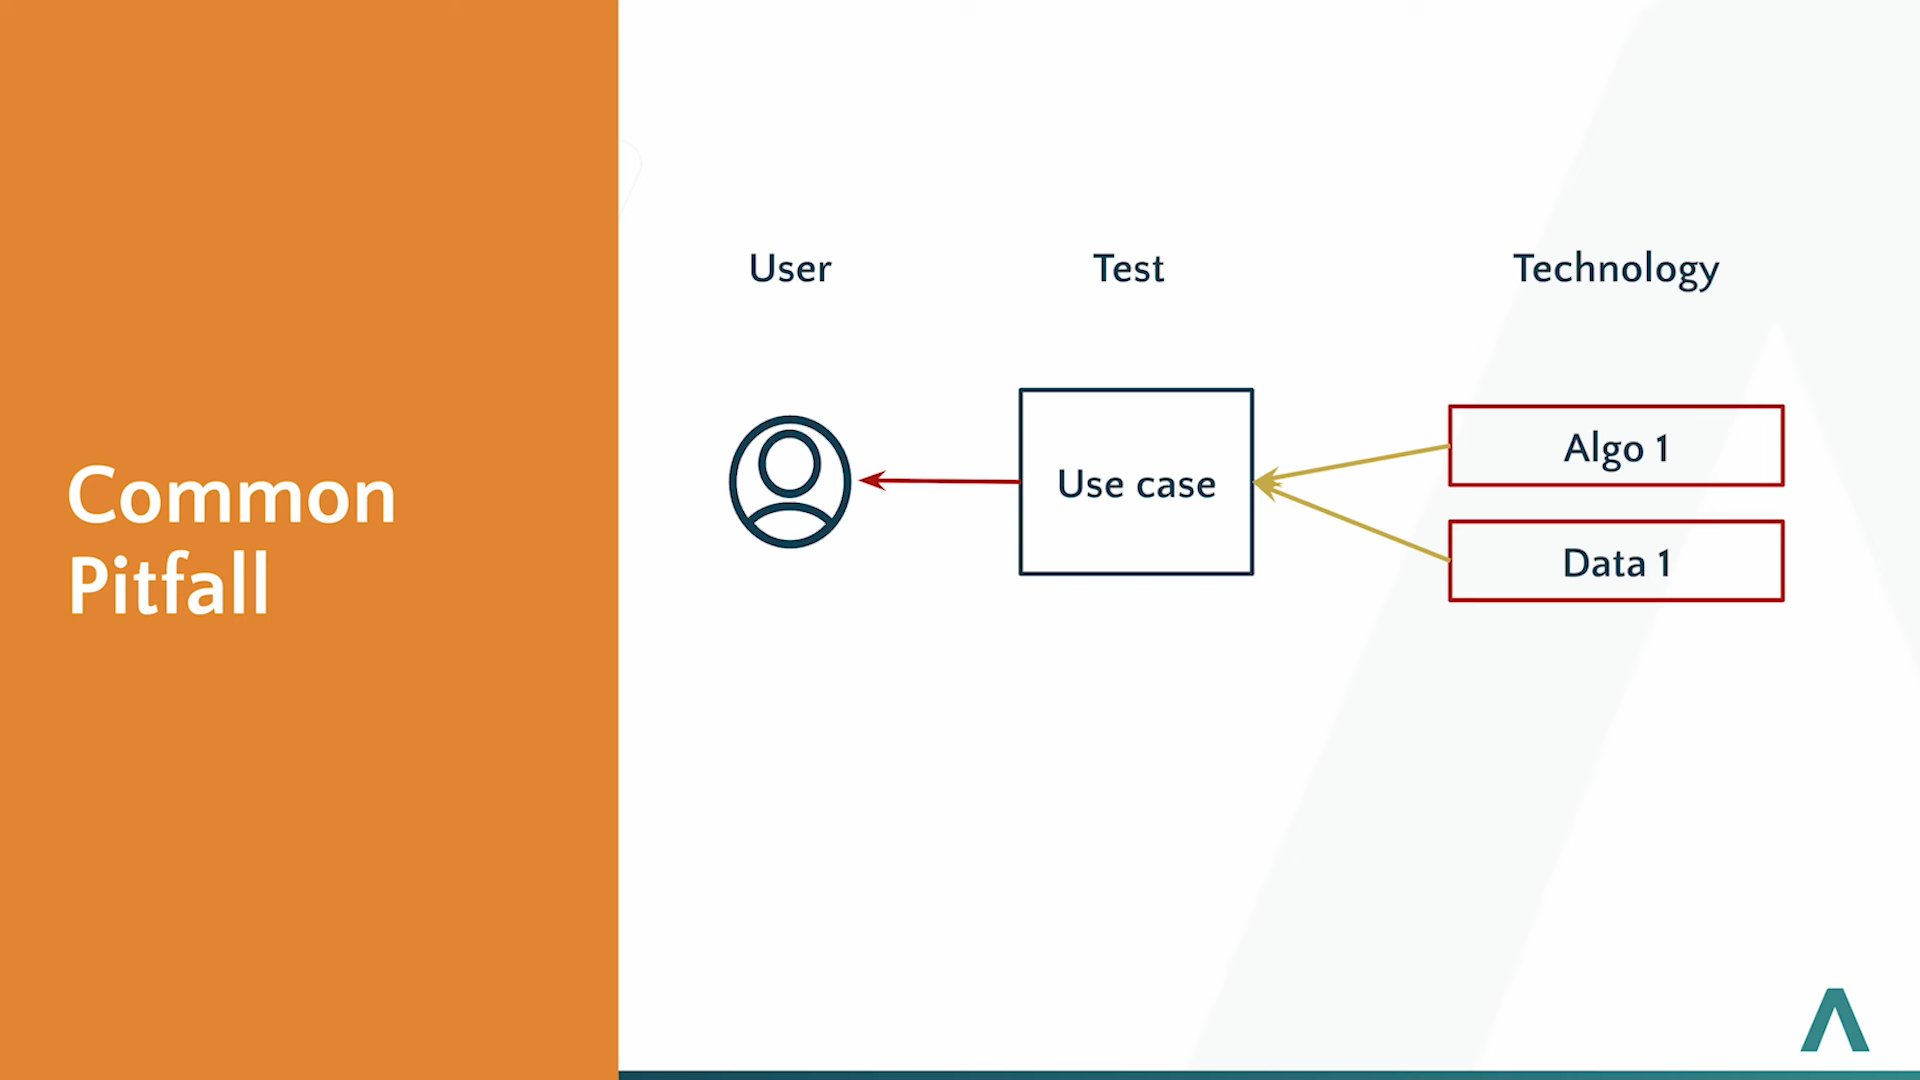 Common
Pitfall
User
Test
Technology
Use case
Algo 1
Data 1